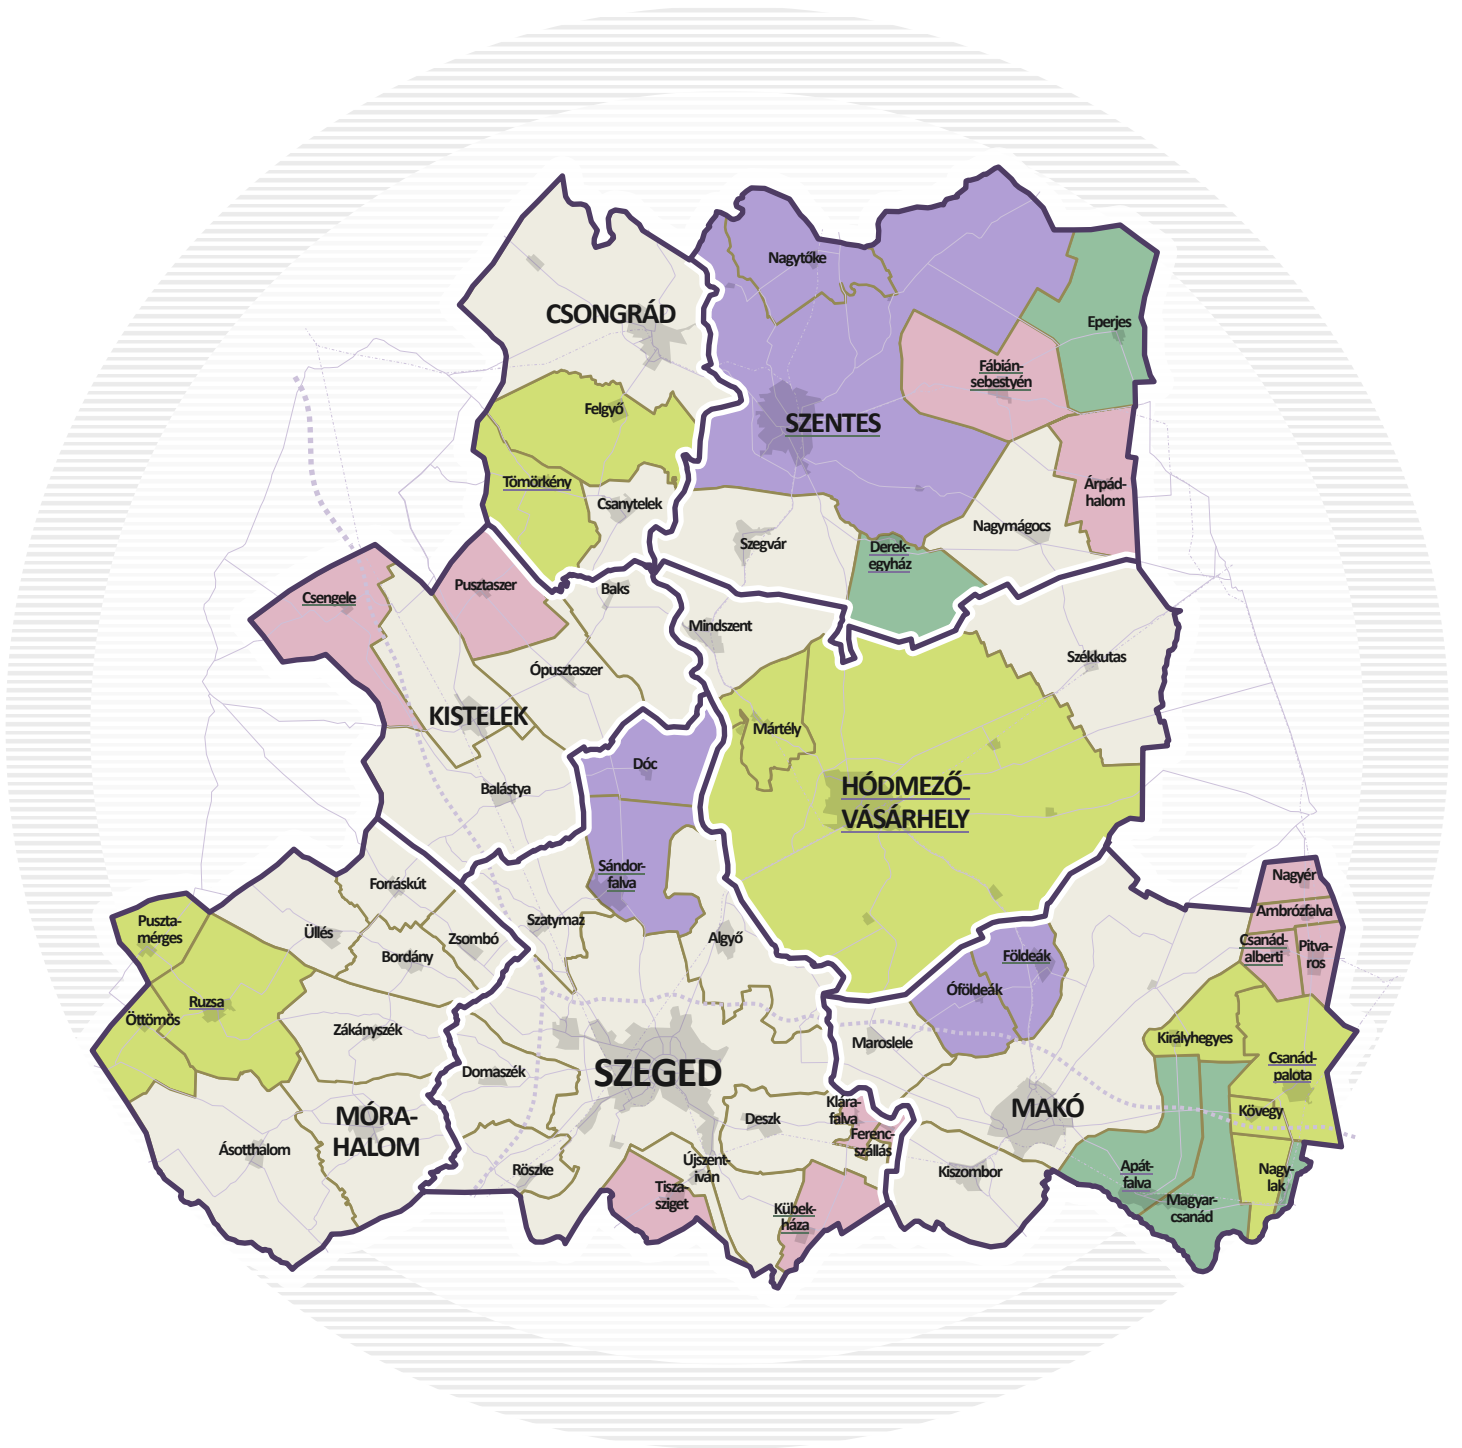 Nagytőke
CSONGRÁD
Eperjes
Fábián-
sebestyén
Felgyő
SZENTES
Tömörkény
Csanytelek
Árpád-
halom
Nagymágocs
Szegvár
Derek-
egyház
Pusztaszer
Baks
Csengele
Mindszent
Székkutas
Ópusztaszer
KISTELEK
Mártély
Dóc
Balástya
HÓDMEZŐ-
VÁSÁRHELY
Sándor-
falva
Forráskút
Nagyér
Ambrózfalva
Puszta-
mérges
Üllés
Zsombó
Szatymaz
Algyő
Bordány
Csanád-
alberti
Pitva-
ros
Földeák
Óföldeák
Ruzsa
Öttömös
Zákányszék
Maroslele
Királyhegyes
Csanád-
palota
Domaszék
SZEGED
MÓRA-
HALOM
Deszk
Klára-
falva
Ferenc-
szállás
MAKÓ
Kövegy
Ásotthalom
Röszke
Újszent-
iván
Tisza-
sziget
Kübek-
háza
Kiszombor
Apát-
falva
Magyar-
csanád
Nagy-
lak